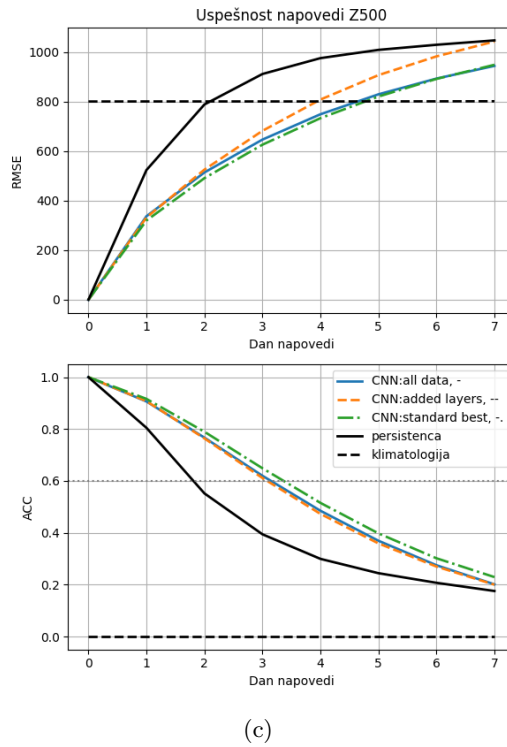 Uspešnost napovedi Z500
1000
800
600
400
200
0
RMSE
0 1 2 3 4 5 6 7
Dan napovedi
1.0
0.8
0.6
0.4
0.2
0.0
ACC
CNN:all data, -
CNN:added layers, --
CNN:standard best, -.
persistenca
klimatologija
0 1 2 3 4 5 6 7
Dan napovedi
(c)